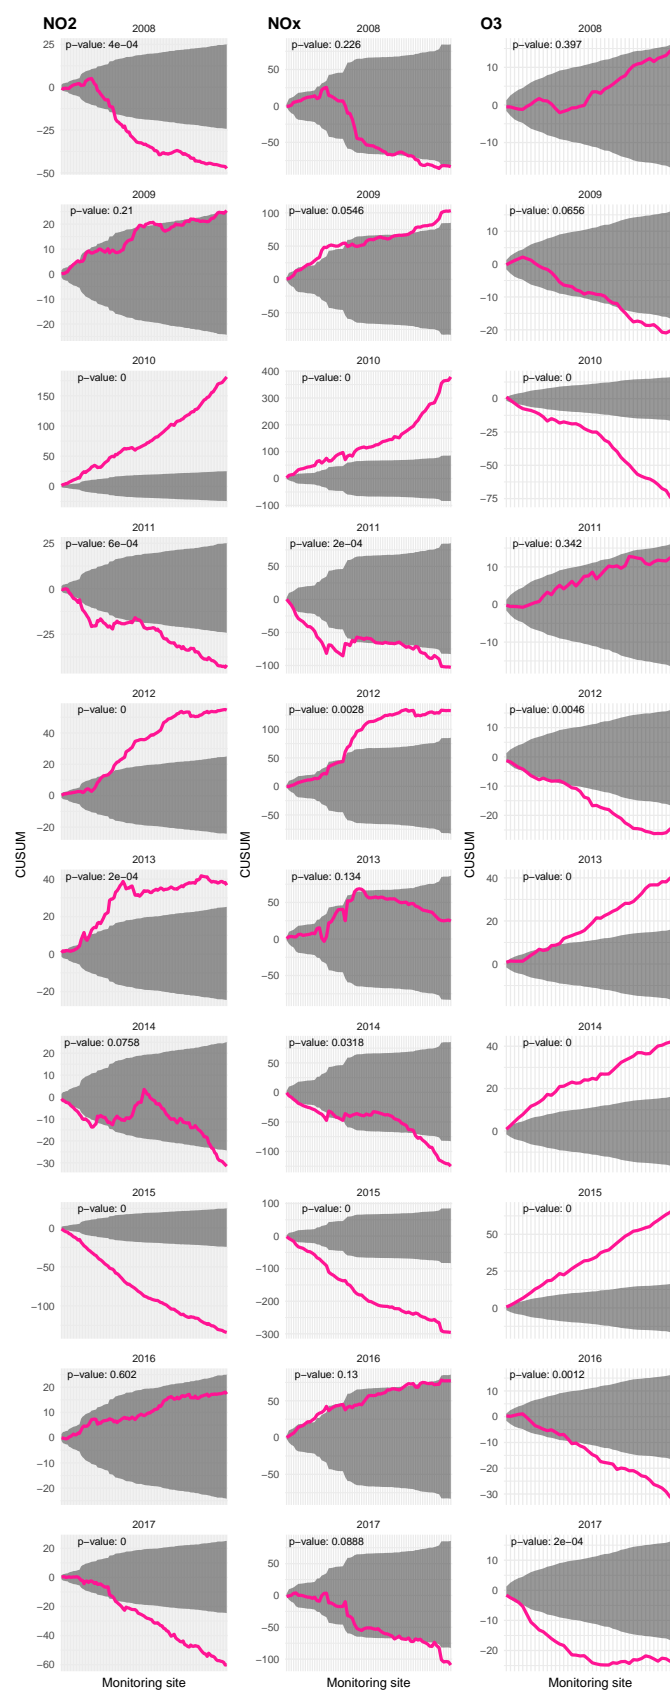 NO2 NOx O3
2008 2008 2008
p−value: 4e−04 p−value: 0.226 p−value: 0.397
25 0 −25 −50
50 0 −50
10 0 −10
2009 2009 2009
p−value: 0.21 p−value: 0.0546 p−value: 0.0656
20 10 0 −10 −20
100 50 0 −50
10 0 −10 −20
2010 2010 2010
p−value: 0 p−value: 0 p−value: 0
150 100 50 0
400 300 200 100 0 −100
0 −25 −50 −75
2011 2011 2011
p−value: 6e−04 p−value: 2e−04 p−value: 0.342
25 0 −25
50 0 −50 −100
10 0 −10
2012 2012 2012
p−value: 0 p−value: 0.0028 p−value: 0.0046
40 20 0 −20
100 50 0 −50
10 0 −10 −20
CUSUM CUSUM CUSUM
2013 2013 2013
p−value: 2e−04 p−value: 0.134 p−value: 0
40 20 0 −20
50 0 −50
40 20 0
2014 2014 2014
p−value: 0.0758 p−value: 0.0318 p−value: 0
20 10 0 −10 −20 −30
50 0 −50 −100
40 20 0
2015 2015 2015
p−value: 0 p−value: 0 p−value: 0
0 −50 −100
100 0 −100 −200 −300
50 25 0
2016 2016 2016
p−value: 0.602 p−value: 0.13 p−value: 0.0012
20 10 0 −10 −20
50 0 −50
10 0 −10 −20 −30
2017 2017 2017
p−value: 0 p−value: 0.0888 p−value: 2e−04
20 0 −20 −40 −60
50 0 −50 −100
10 0 −10 −20
Monitoring site Monitoring site Monitoring site